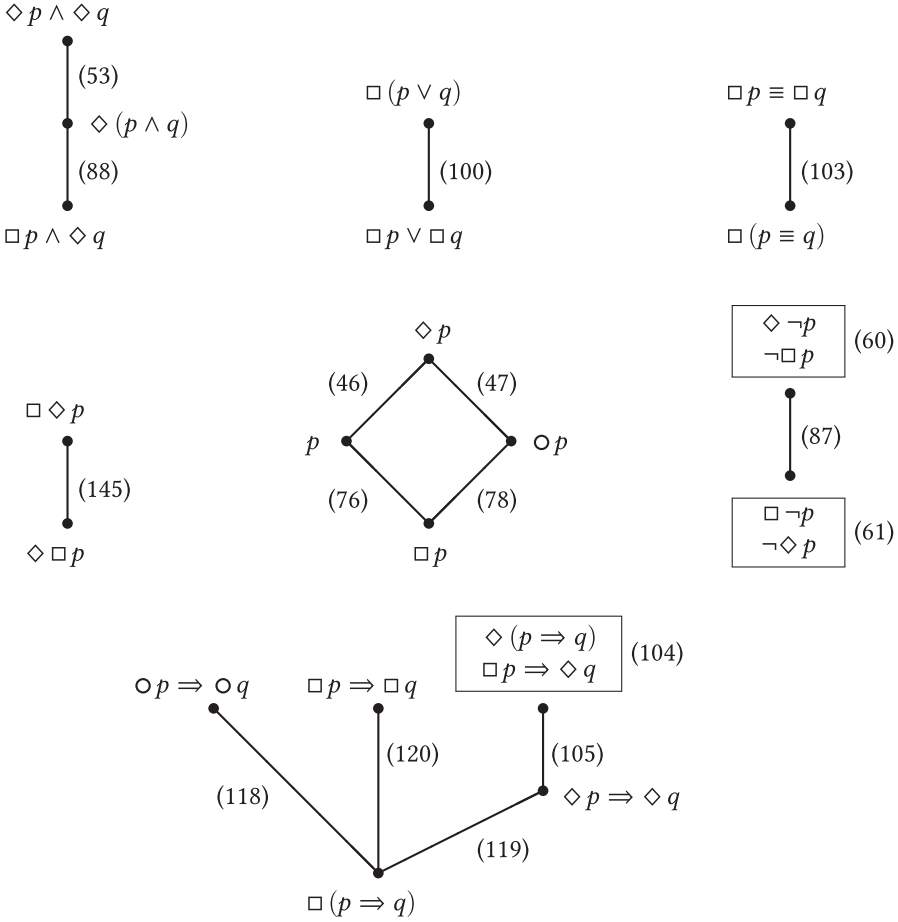 ◇ p ∧ ◇ q
(53)
◇ (p ∧ q)
(88)
□ p ∧ ◇ q
□ (p ∨ q)
(100)
□ p ∨ □ q
□ p ≡ □ q
(103)
□ (p ≡ q)
□ ◇ p
(145)
◇ □ p
◇ p
(46)
(47)
p
○ p
(76)
(78)
□ p
◇ ¬p
¬□ p
(60)
(87)
□ ¬p
¬◇ p
(61)
○ p ⇒ ○ q
□ p ⇒ □ q
◇ (p ⇒ q)
□ p ⇒ ◇ q
(104)
(118)
(120)
(105)
◇ p ⇒ ◇ q
(119)
□ (p ⇒ q)